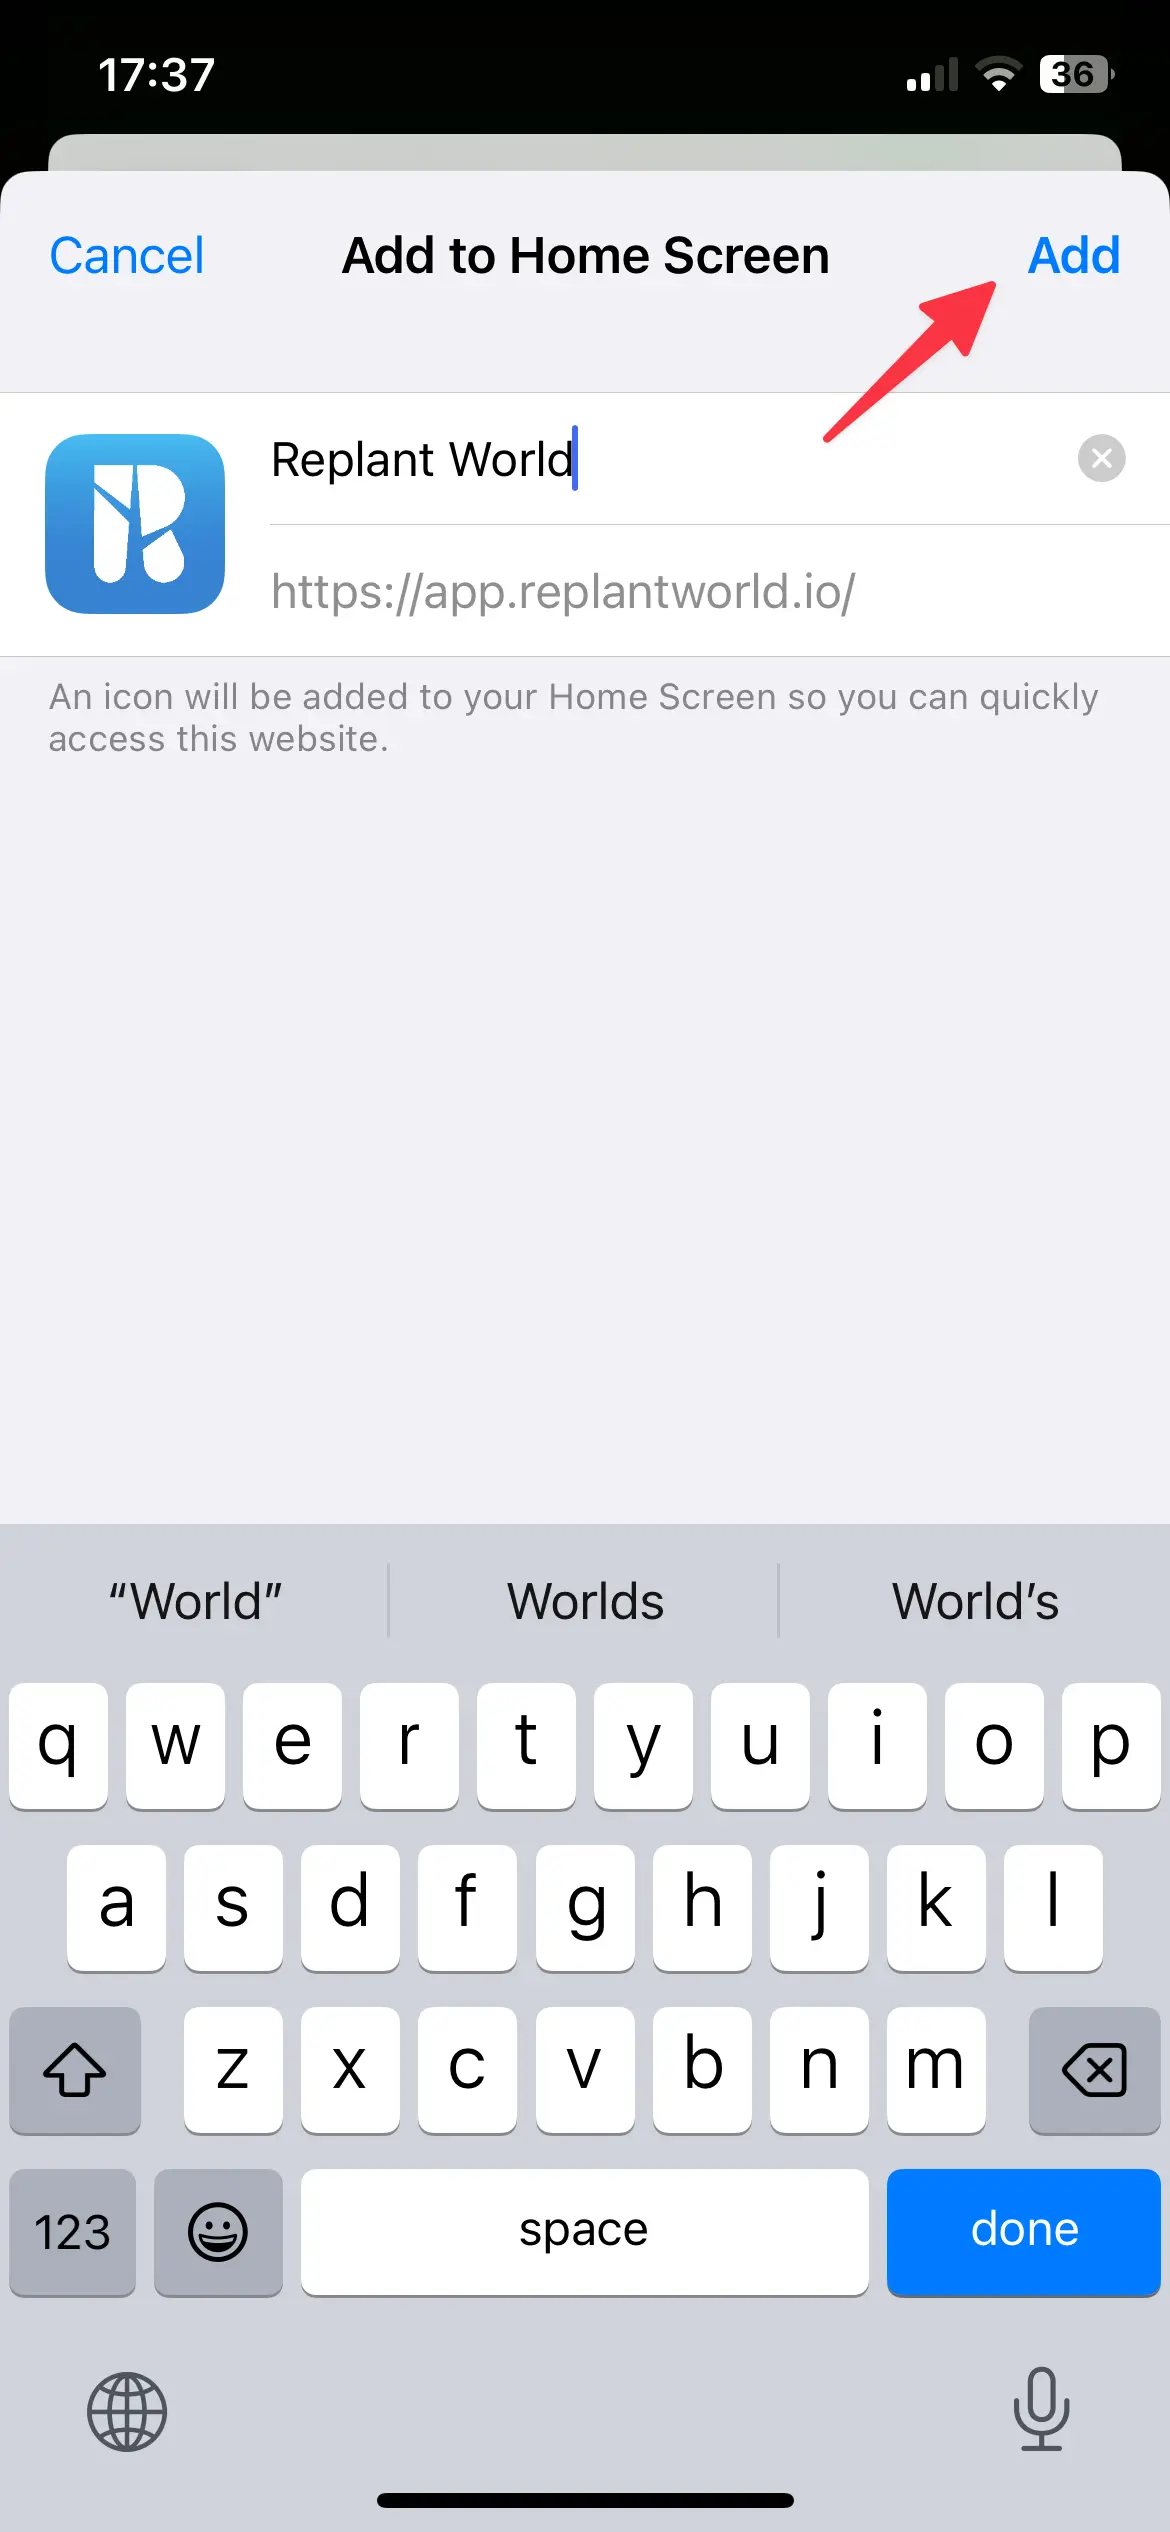 17:37
36
Cancel
Add to Home Screen
Add
Replant World
https://app.replantworld.io/
An icon will be added to your Home Screen so you can quickly
access this website.
“World”
Worlds
World’s
q w e r t y u i o p
a s d f g h j k l
z x c v b n m
123
space
done